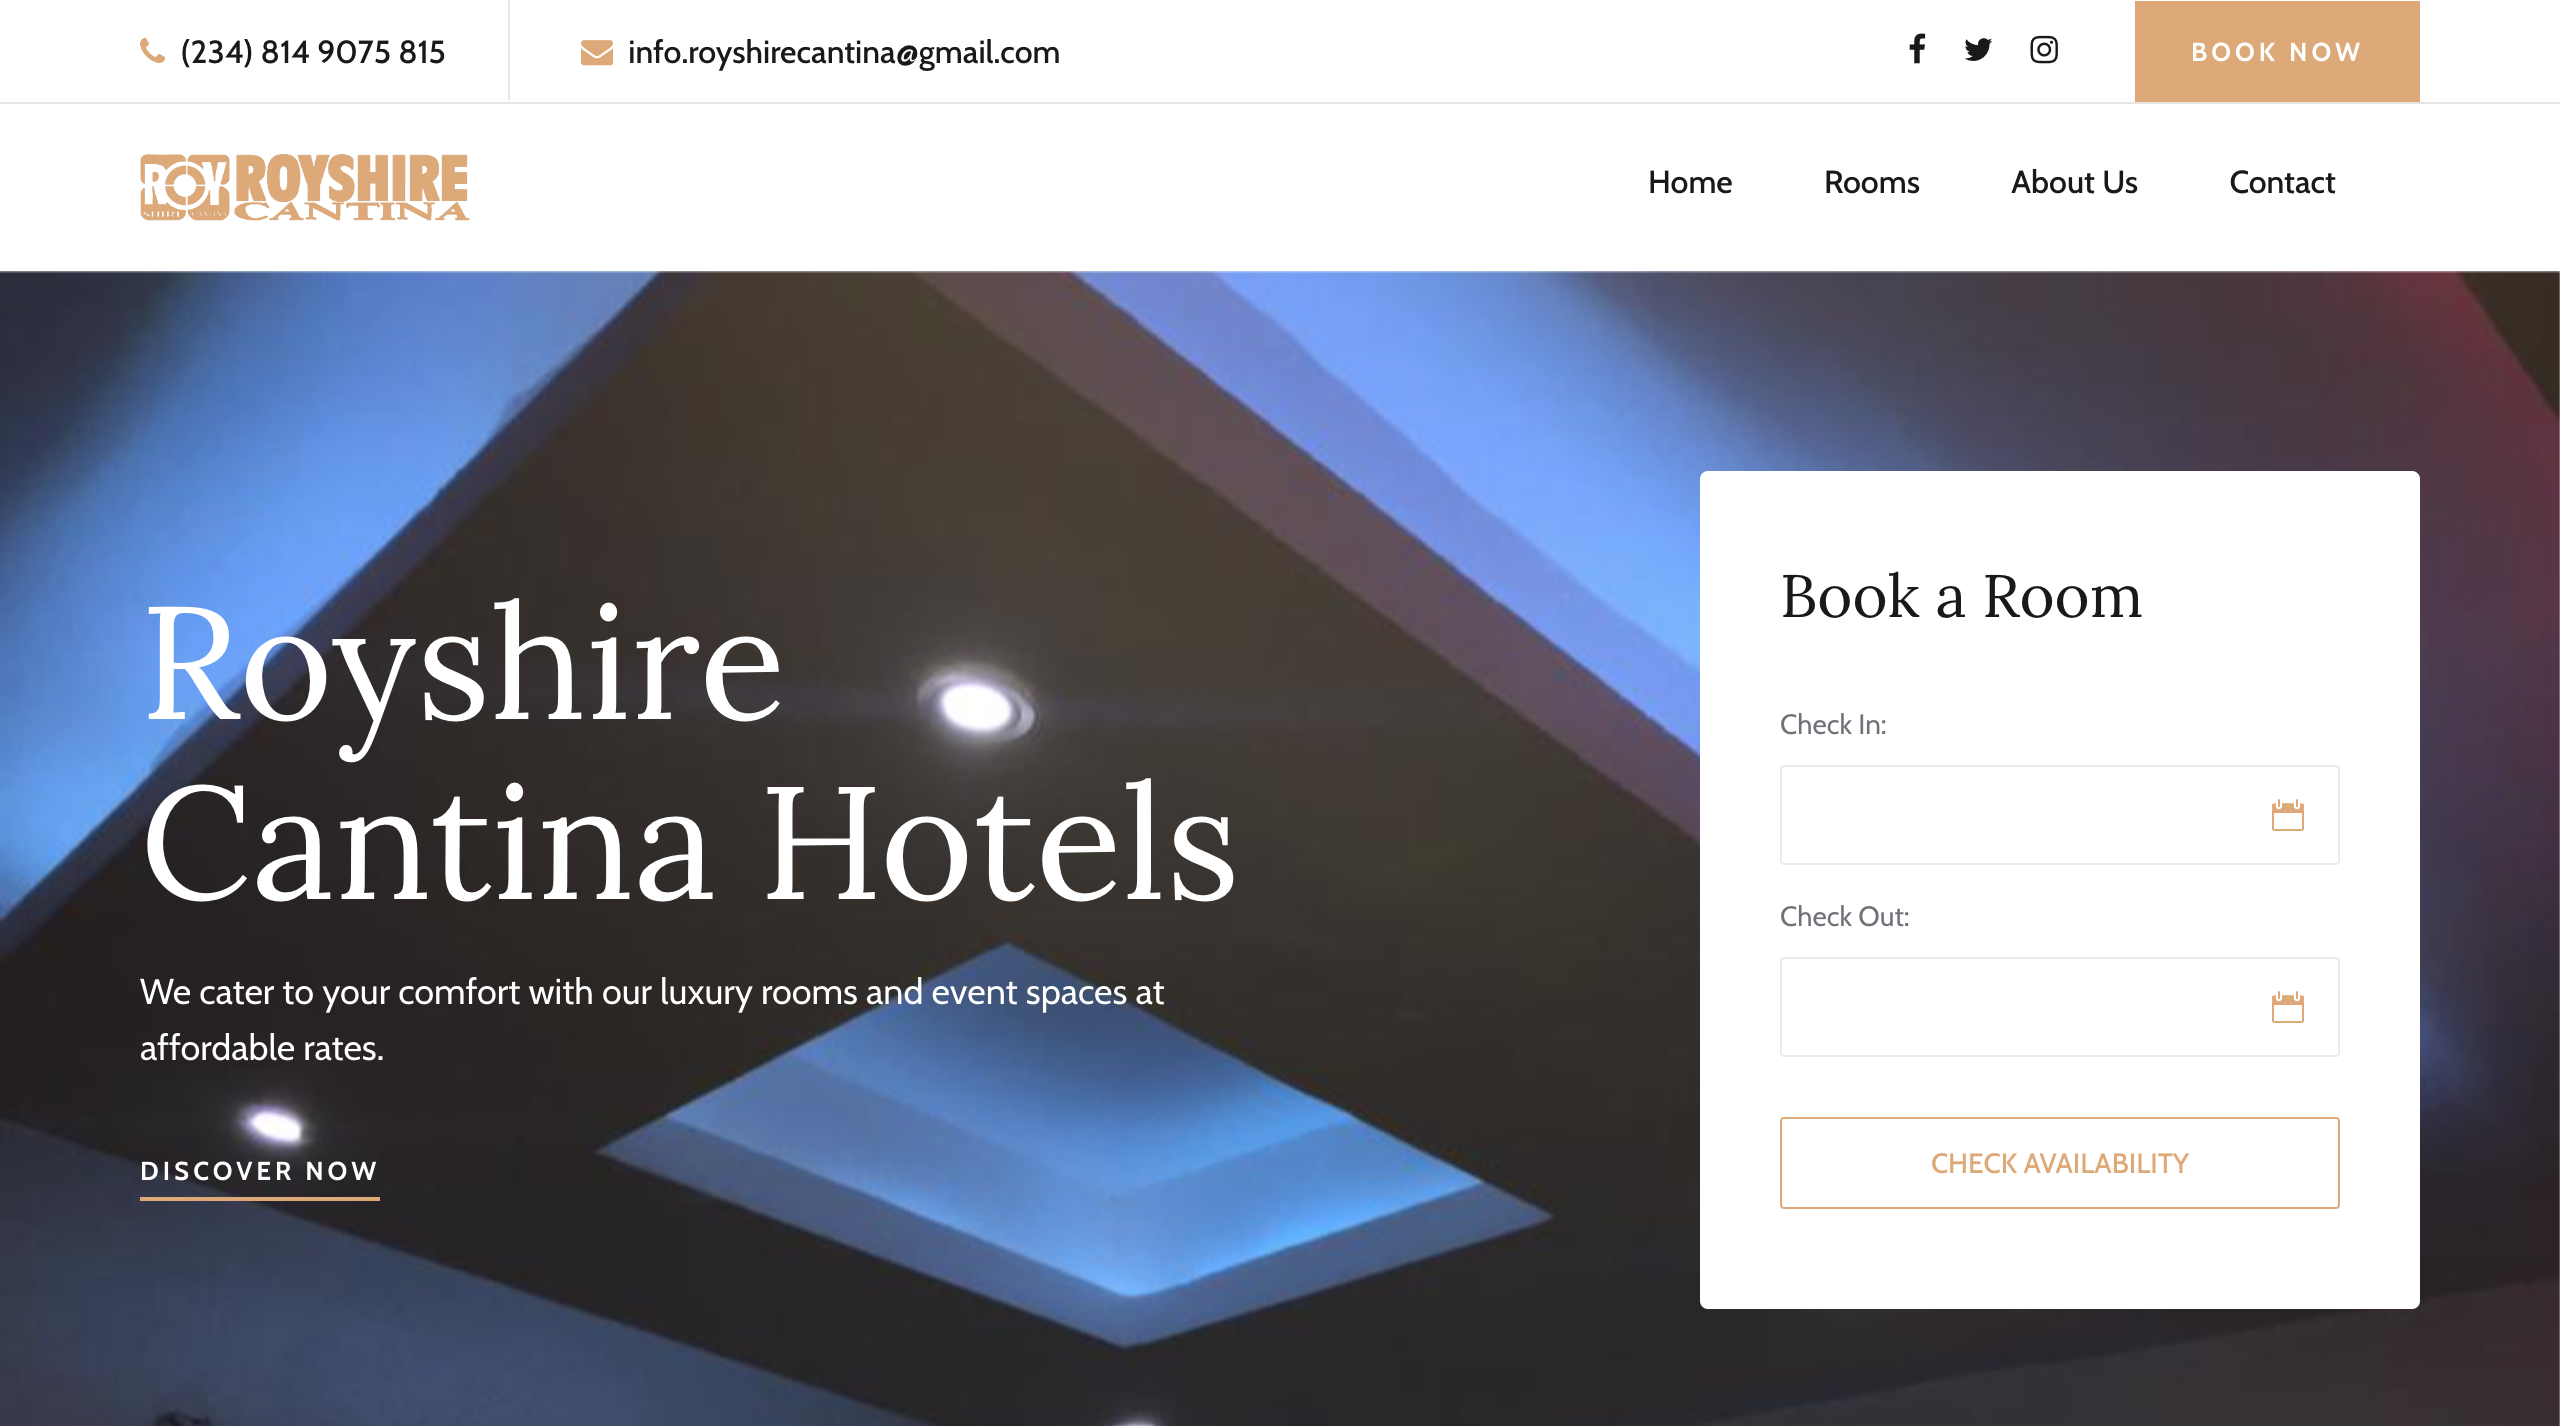 (234) 814 9075 815
info.royshirecantina@gmail.com
BOOK NOW
ROY
ROYSHIRE
CANTINA
Home
Rooms
About Us
Contact
Royshire
Cantina Hotels
We cater to your comfort with our luxury rooms and event spaces at
affordable rates.
DISCOVER NOW
Book a Room
Check In:
Check Out:
CHECK AVAILABILITY